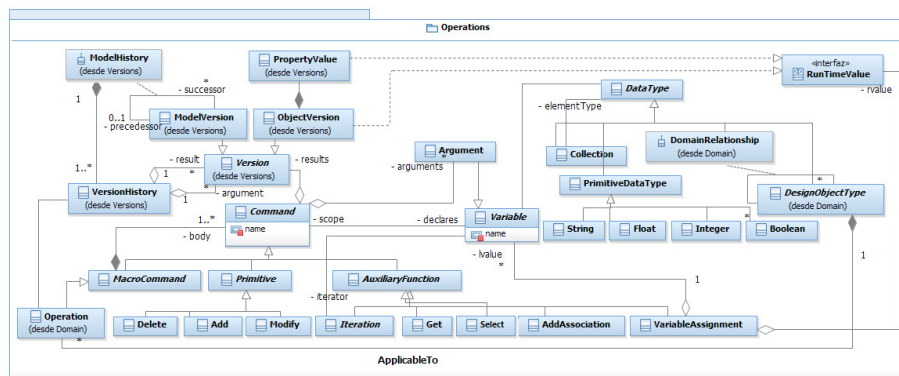 Operations
ModelHistory
(desde Versions)
PropertyValue
(desde Versions)
«interfaz»
RunTimeValue
- rvalue
*
- successor
1
0..1
- precedessor
ModelVersion
(desde Versions)
ObjectVersion
(desde Versions)
DataType
- elementType
- result
1
*
Version
(desde Versions)
- results
Argument
*
- arguments
Collection
DomainRelationship
(desde Domain)
1..*
VersionHistory
(desde Versions)
1
*
- argument
PrimitiveDataType
*
DesignObjectType
(desde Domain)
1..*
- body
Command
name
- scope
- declares
Variable
name
String
Float
Integer
*
Boolean
- lvalue
*
1
1
MacroCommand
Primitive
AuxiliaryFunction
- iterator
Operation
(desde Domain)
*
Delete
Add
Modify
Iteration
Get
Select
AddAssociation
VariableAssignment
ApplicableTo